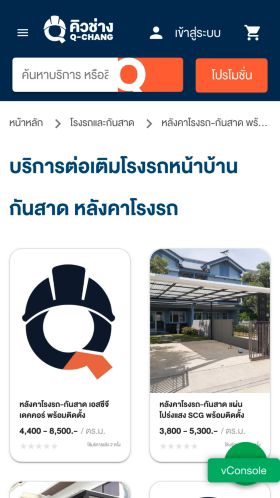 คิวช่าง
Q-CHANG
เข้าสู่ระบบ
ค้นหาบริการ หรือสิ
โปรโมชั่น
หน้าหลัก > โรงรถและกันสาด > หลังคาโรงรถ-กันสาด พร้...
บริการต่อเติมโรงรถหน้าบ้าน
กันสาด หลังคาโรงรถ
หลังคาโรงรถ-กันสาด เอสซีจี
เดคคอร์ พร้อมติดตั้ง
4,400 - 8,500.- / ตร.ม.
หลังคาโรงรถ-กันสาด แผ่น
โปร่งแสง SCG พร้อมติดตั้ง
3,800 - 5,300.- / ตร.ม.
vConsole